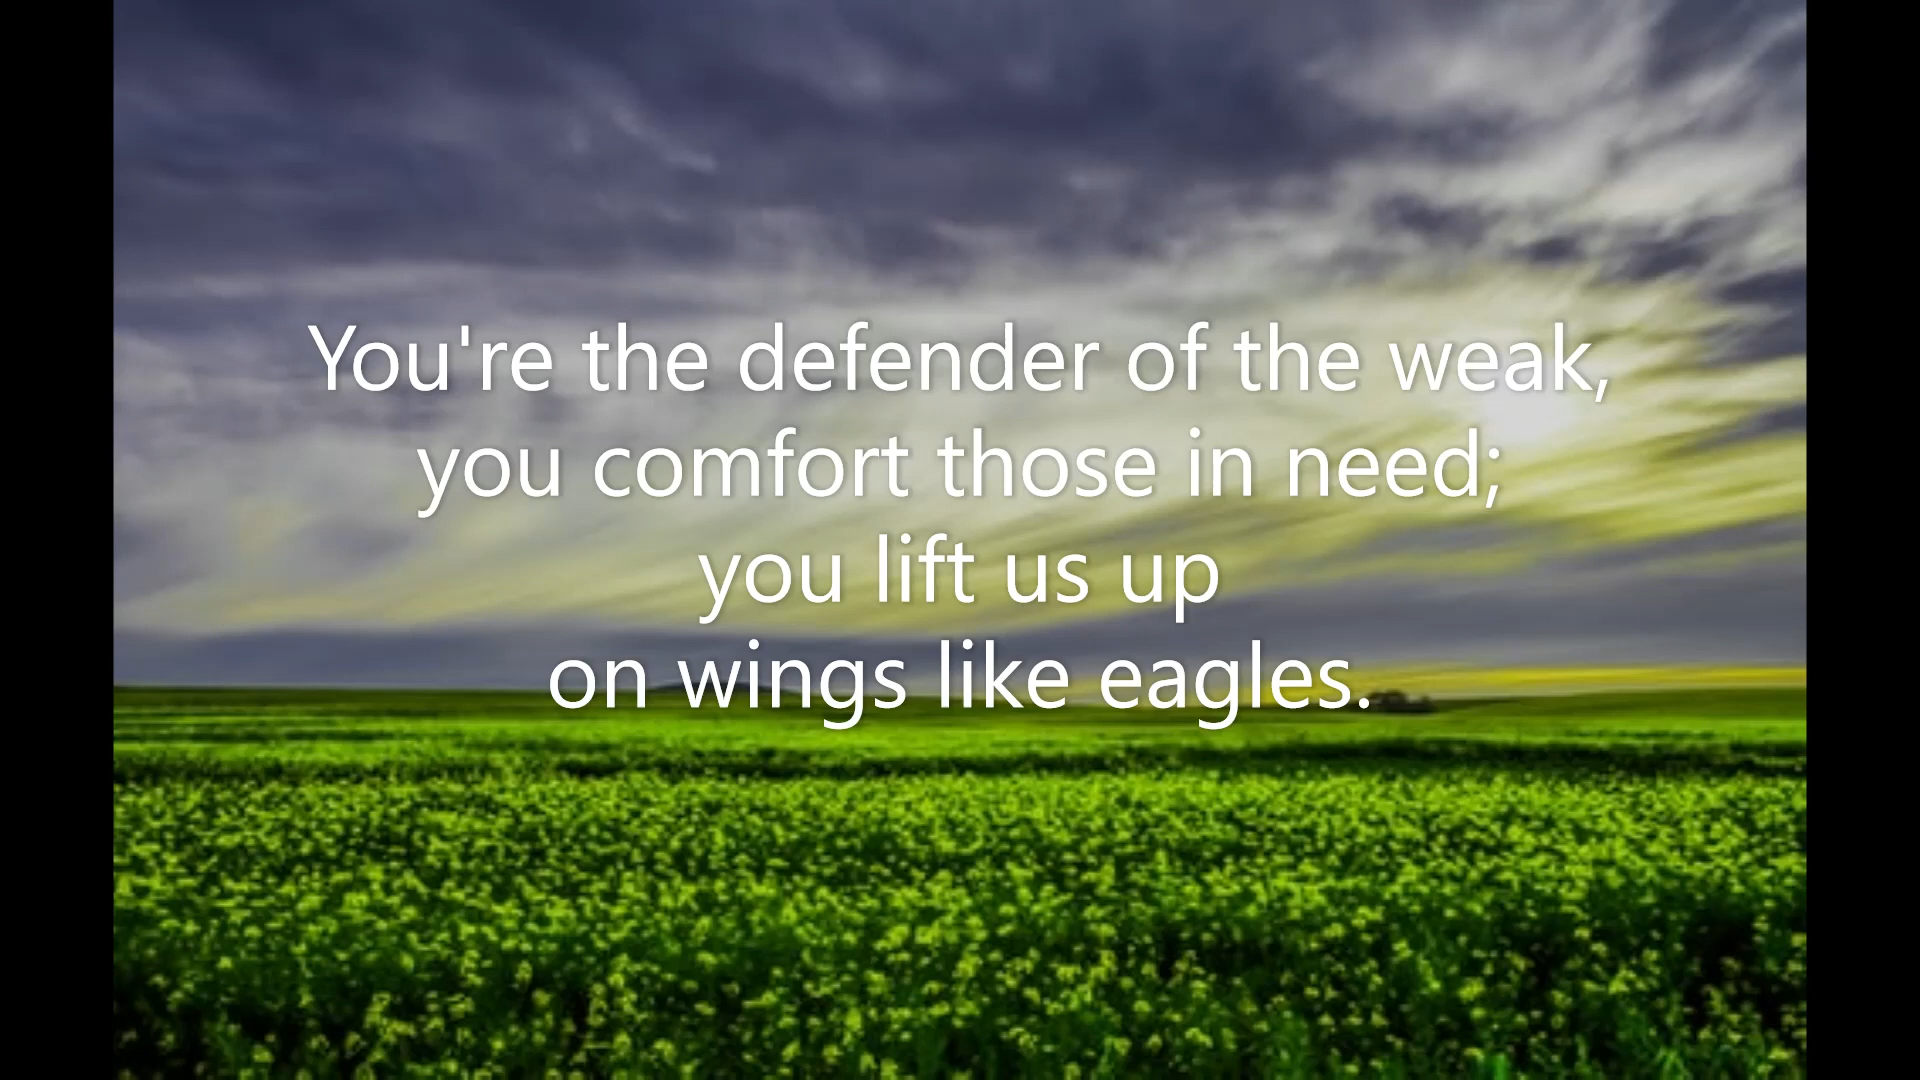 You're the defender of the weak,
you comfort those in need;
you lift us up
on wings like eagles.